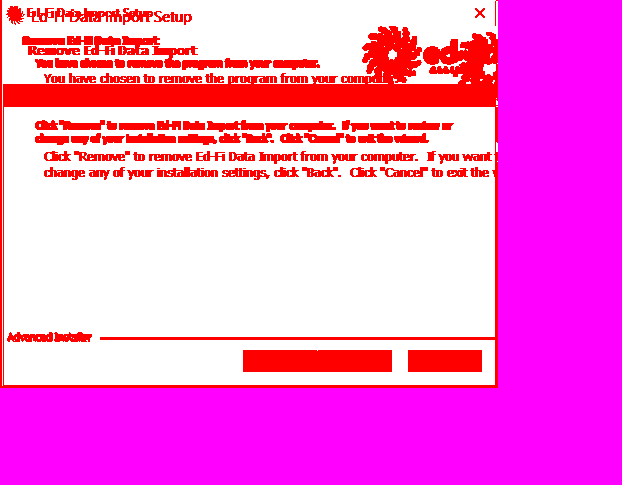 Ed-Fi Data Import Setup
Ed-Fi Data Import Setup
Remove Ed-Fi Data Import
Remove Ed-Fi Data Import
You have chosen to remove the program from your computer.
You have chosen to remove the program from your computer.
ed
Click "Remove" to remove Ed-Fi Data Import from your computer. If you want to review or
change any of your installation settings, click "Back". Click "Cancel" to exit the wizard.
Click "Remove" to remove Ed-Fi Data Import from your computer. If you want
change any of your installation settings, click "Back". Click "Cancel" to exit the
Advanced Installer